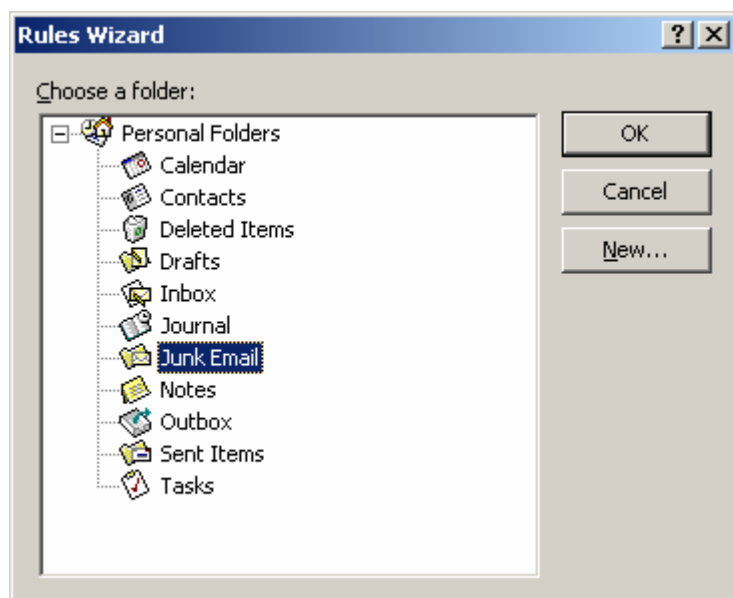 Rules Wizard
Choose a folder:
Personal Folders
Calendar
Contacts
Deleted Items
Drafts
Inbox
Journal
Junk Email
Notes
Outbox
Sent Items
Tasks
OK
Cancel
New...